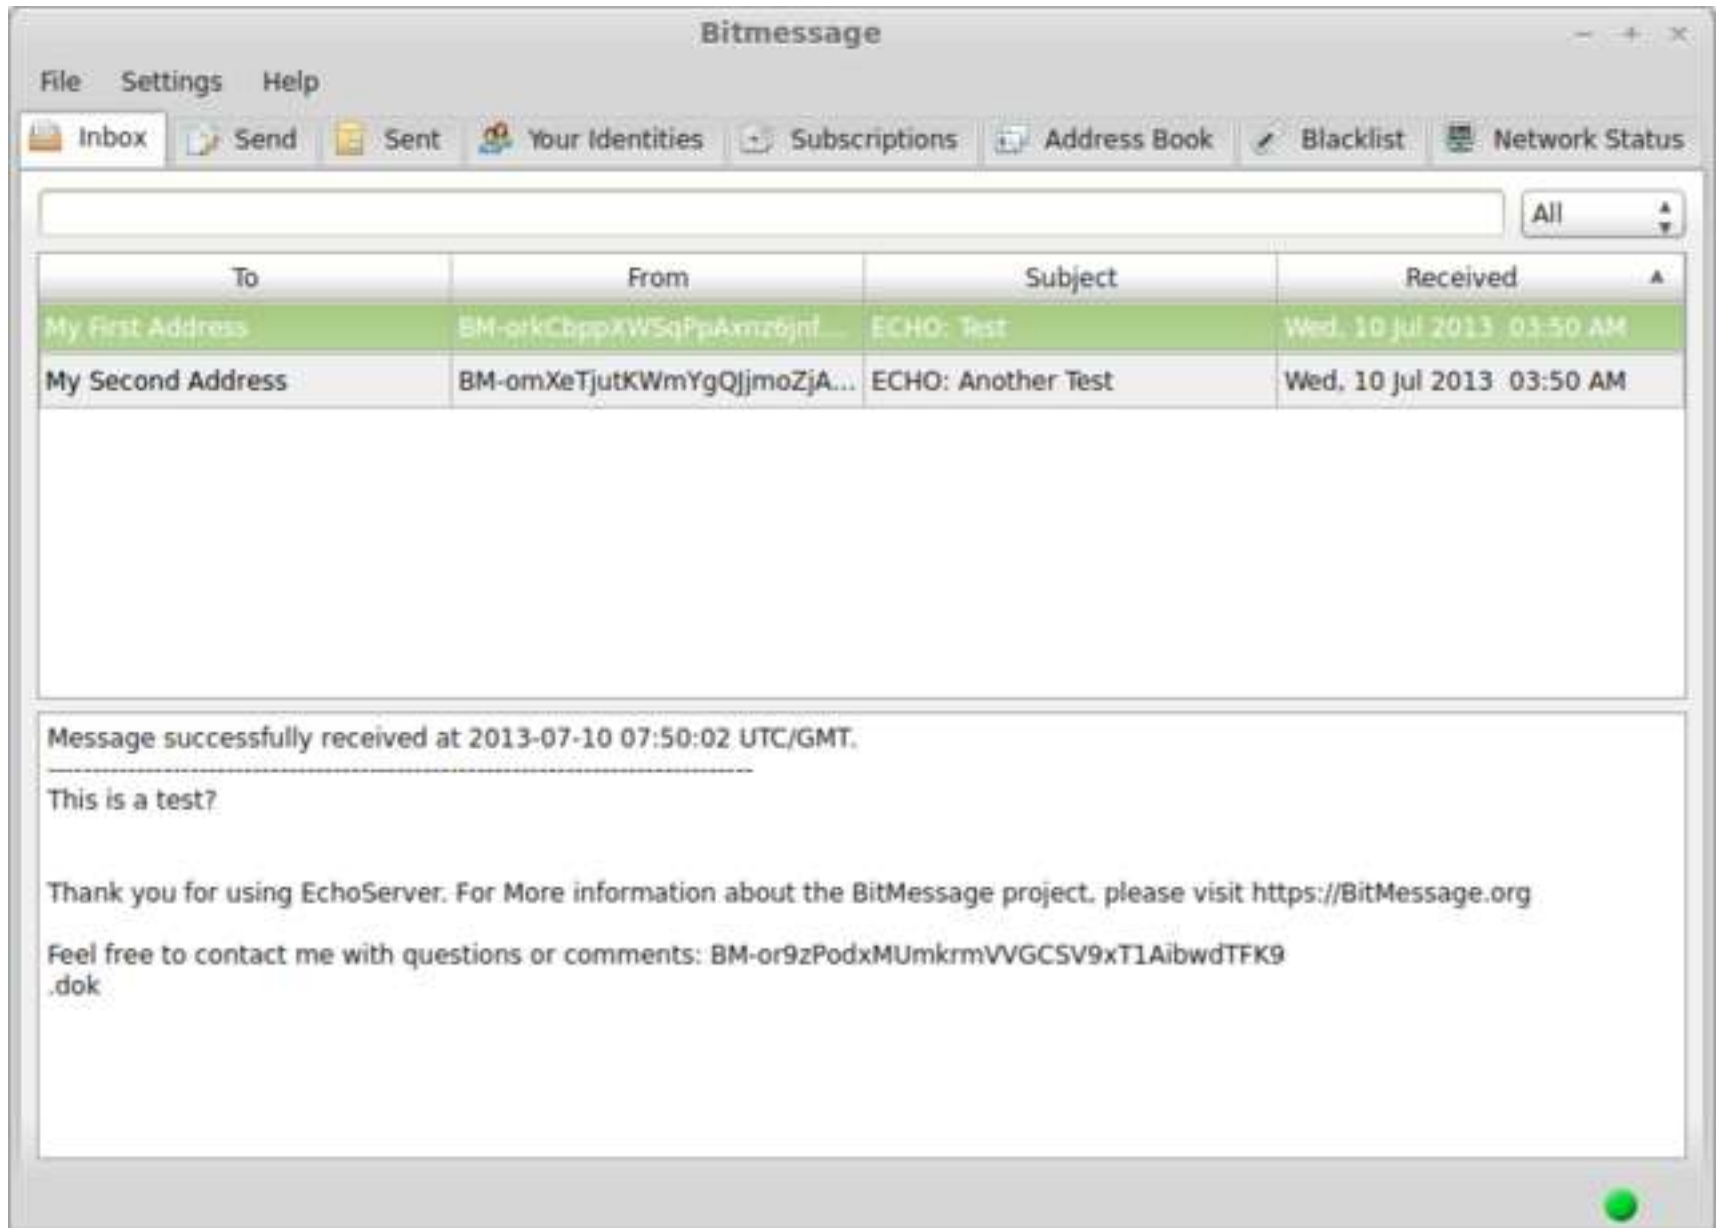 Bitmessage
File Settings Help
Inbox Send Sent Your Identities Subscriptions Address Book Blacklist Network Status
All
To From Subject Received
My First Address BM-orkCbppXWSqPpAxnz6jnf... ECHO: Test Wed, 10 Jul 2013 03:50 AM
My Second Address BM-omXeTjutKWmYgQJjmoZjA... ECHO: Another Test Wed, 10 Jul 2013 03:50 AM
Message successfully received at 2013-07-10 07:50:02 UTC/GMT.
------------------------------------------------------------------------------
This is a test?
Thank you for using EchoServer. For More information about the BitMessage project, please visit https://BitMessage.org
Feel free to contact me with questions or comments: BM-or9zPodxMUmkrmVVGCSV9xT1AibwdTFK9
.dok